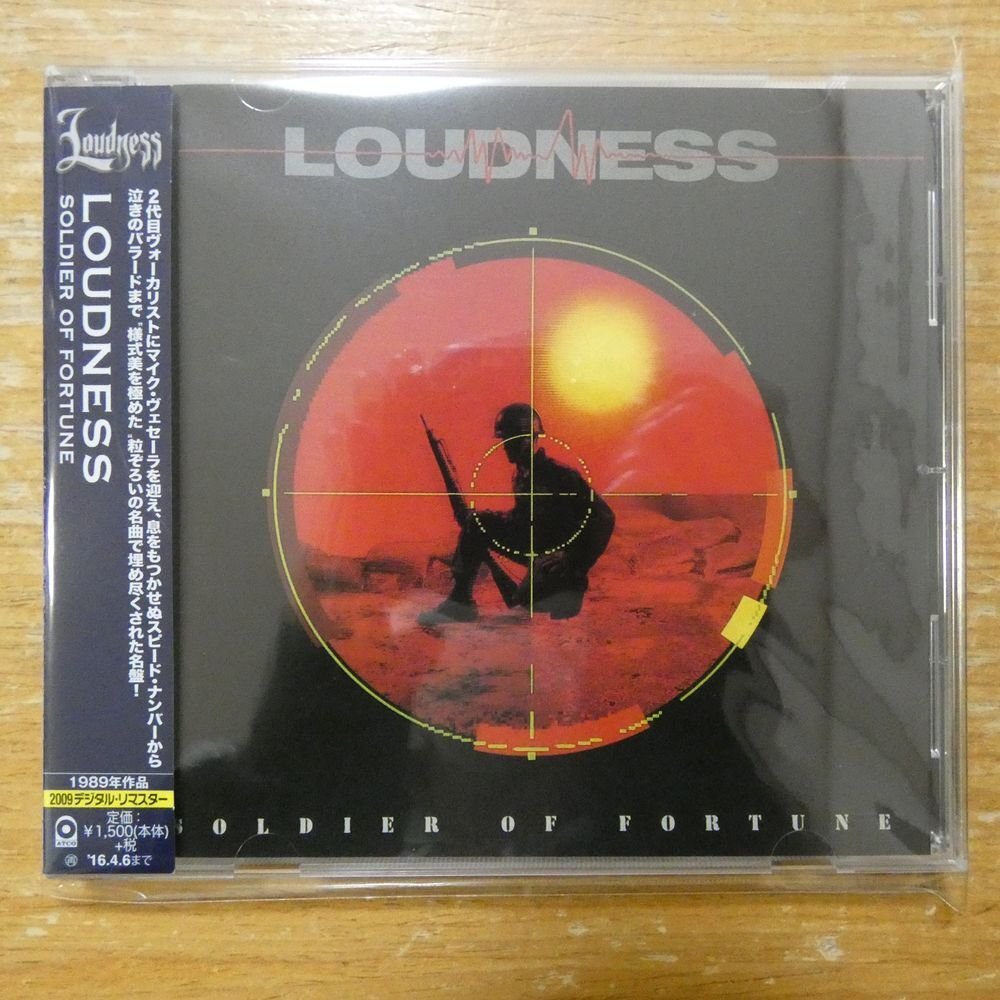 Loudness
LOUDNESS
SOLDIER OF FORTUNE
2代目ヴォーカリストにマイク・ヴェセーラを迎え、息をもつかせぬスピード・ナンバーから
泣きのバラードまで“様式美を極めた”粒ぞろいの名曲で埋め尽くされた名盤!
1989年作品
2009デジタル・リマスター
ATCO
定価:
¥1,500(本体)
+税
再 '16.4.6まで
LOUDNESS
SOLDIER OF FORTUNE